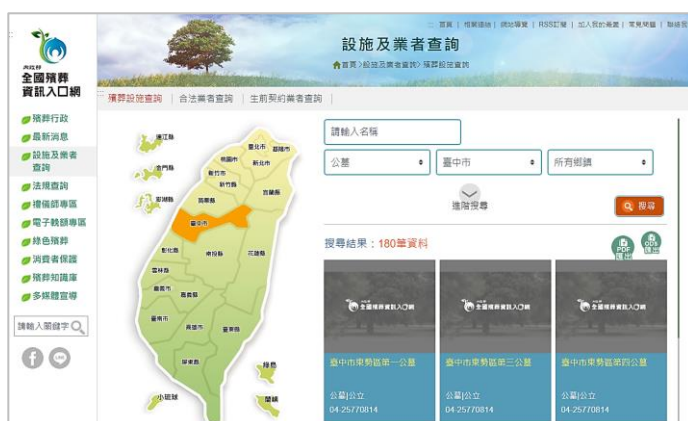 首頁 | 相關連結 | 網站導覽 | RSS訂閱 | 加入我的最愛 | 常見問題 | 聯絡我
內政部
全國殯葬
資訊入口網
設施及業者查詢
首頁>設施及業者查詢>殯葬設施查詢
殯葬設施查詢 | 合法業者查詢 | 生前契約業者查詢 |
殯葬行政
最新消息
設施及業者
查詢
法規查詢
禮儀師專區
電子輓額專區
綠色殯葬
消費者保護
殯葬知識庫
多媒體宣導
請輸入關鍵字
LINE
連江縣
金門縣
澎湖縣
臺北市
基隆市
桃園市
新北市
新竹市
新竹縣
宜蘭縣
苗栗縣
臺中市
彰化縣
南投縣
花蓮縣
雲林縣
嘉義市
嘉義縣
臺南市
高雄市
臺東縣
屏東縣
綠島
小琉球
蘭嶼
請輸入名稱
公墓
臺中市
所有鄉鎮
進階搜尋
搜尋
搜尋結果：180筆資料
PDF
匯出
ODS
匯出
內政部 全國殯葬資訊入口網
內政部 全國殯葬資訊入口網
內政部 全國殯葬資訊入口網
臺中市東勢區第一公墓
臺中市東勢區第三公墓
臺中市東勢區第四公墓
公墓|公立
公墓|公立
公墓|公立
04-25770814
04-25770814
04-25770814